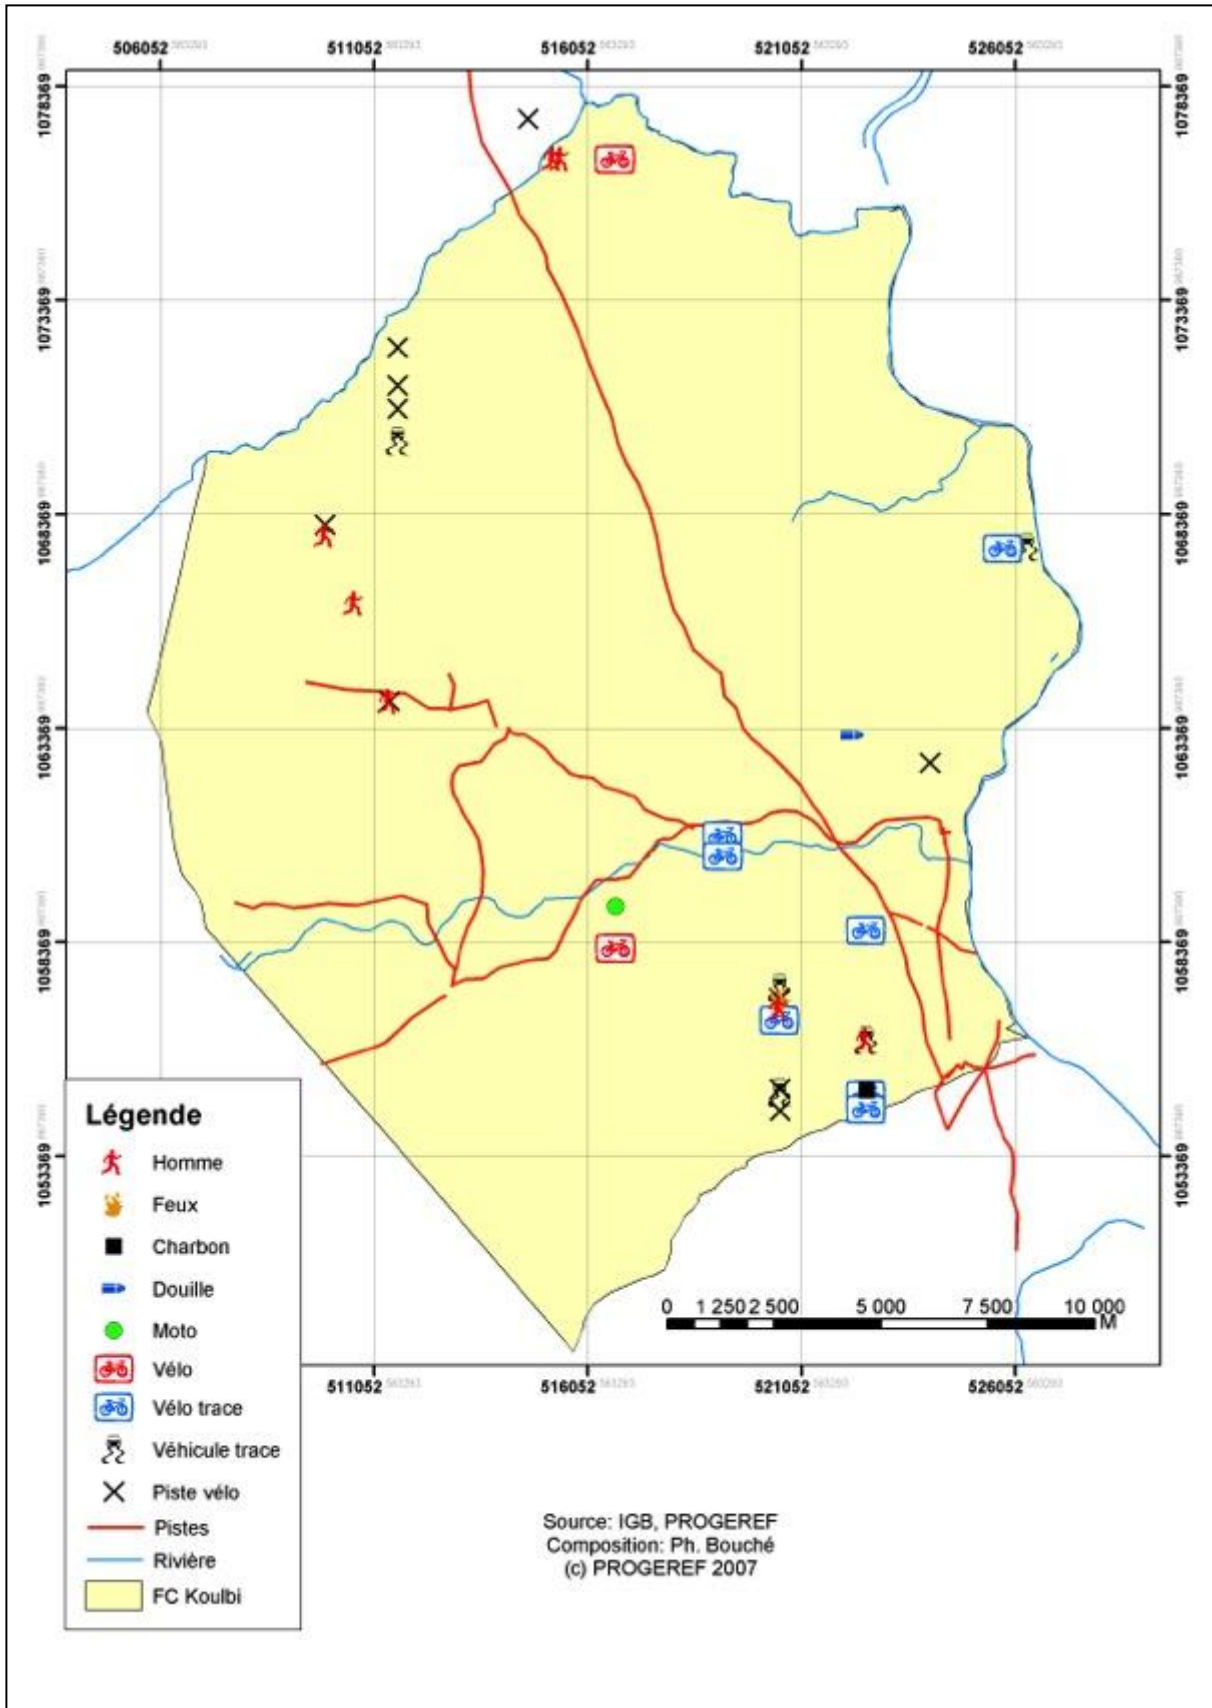 506052 511052 516052 521052 526052
1078369 1078369
1073369 1073369
1068369 1068369
1063369 1063369
1058369 1058369
1053369 1053369
Légende
Homme
Feux
Charbon
Douille
Moto
Vélo
Vélo trace
Véhicule trace
Piste vélo
Pistes
Rivière
FC Koulbi
0 1 250 2 500 5 000 7 500 10 000
M
511052 516052 521052 526052
Source: IGB, PROGEREF
Composition: Ph. Bouché
(c) PROGEREF 2007